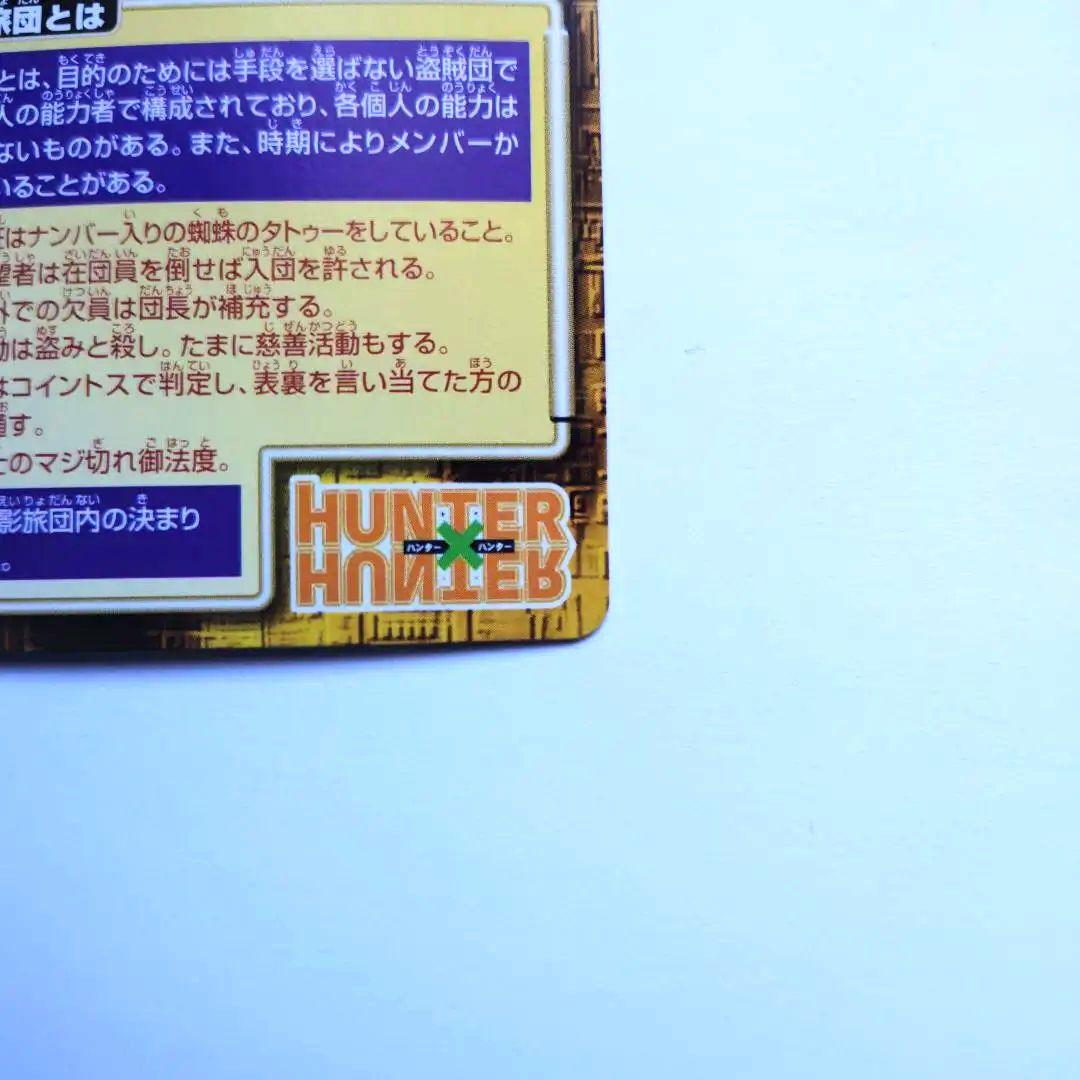 旅団とは
とは、目的のためには手段を選ばない盗賊団で
人の能力者で構成されており、各個人の能力は
ないものがある。また、時期によりメンバーか
いることがある。
はナンバー入りの蜘蛛のタトゥーをしていること。
者は在団員を倒せば入団を許される。
での欠員は団長が補充する。
は盗みと殺し。たまに慈善活動もする。
はコイントスで判定し、表裏を言い当てた方の
す。
のマジ切れ御法度。
影旅団内の決まり
HUNTER
ハンター×ハンター
HUNTER